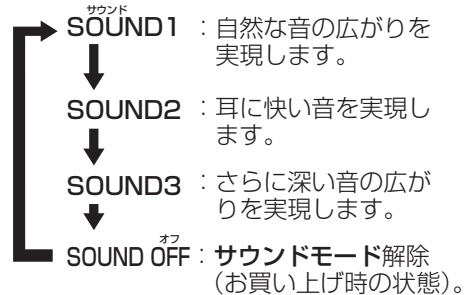 サウンド
SOUND1：自然な音の広がりを
実現します。
SOUND2：耳に快い音を実現し
ます。
SOUND3：さらに深い音の広が
りを実現します。
オフ
SOUND OFF：サウンドモード解除
（お買い上げ時の状態）。